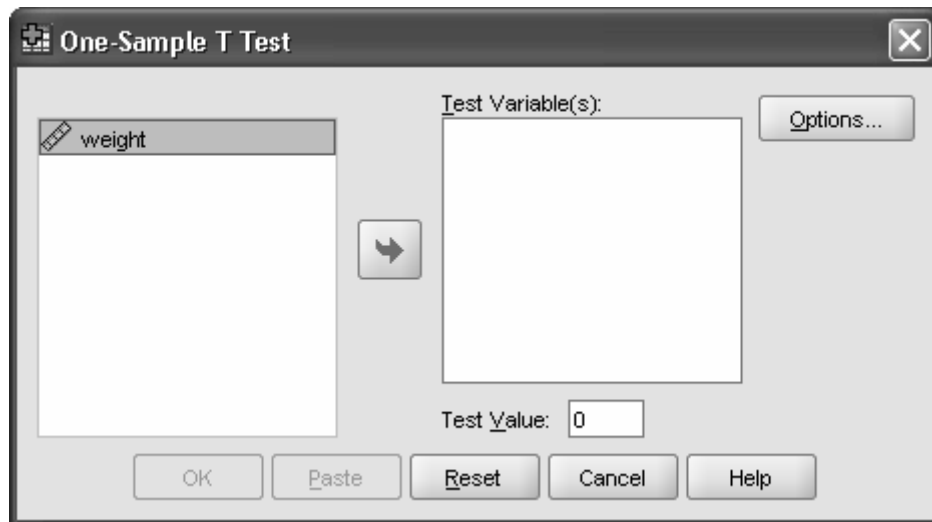 One-Sample T Test
weight
Test Variable(s):
Options...
Test Value: 0
OK Paste Reset Cancel Help